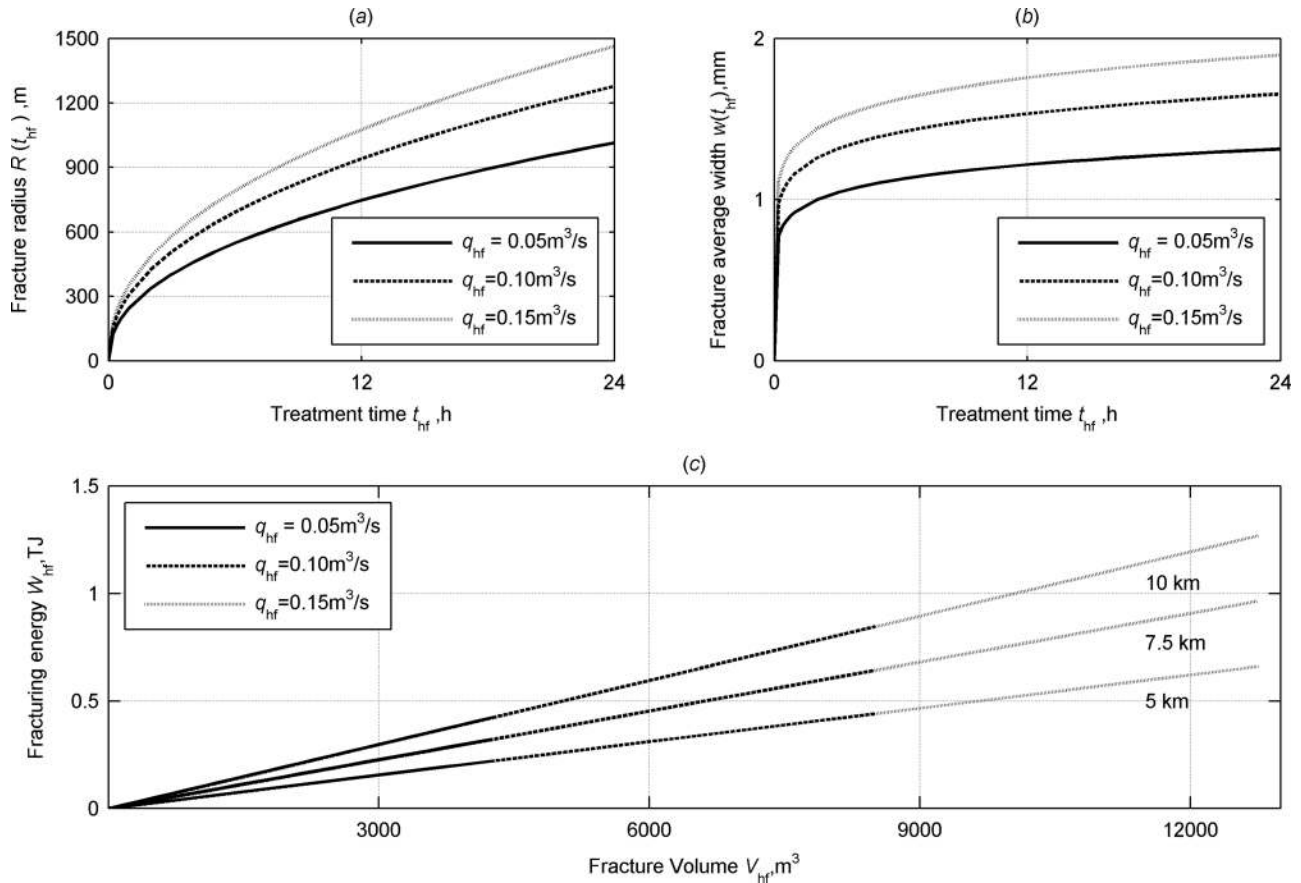 (a)
1500
1200
900
600
300
0
Fracture radius R (t_hf) ,m
q_hf = 0.05m³/s
q_hf=0.10m³/s
q_hf=0.15m³/s
0
12
24
Treatment time t_hf ,h
(b)
2
1
0
Fracture average width w(t_hf),mm
q_hf = 0.05m³/s
q_hf=0.10m³/s
q_hf=0.15m³/s
0
12
24
Treatment time t_hf ,h
(c)
1.5
1
0.5
0
Fracturing energy W_hf,TJ
q_hf = 0.05m³/s
q_hf=0.10m³/s
q_hf=0.15m³/s
10 km
7.5 km
5 km
3000
6000
9000
12000
Fracture Volume V_hf,m³